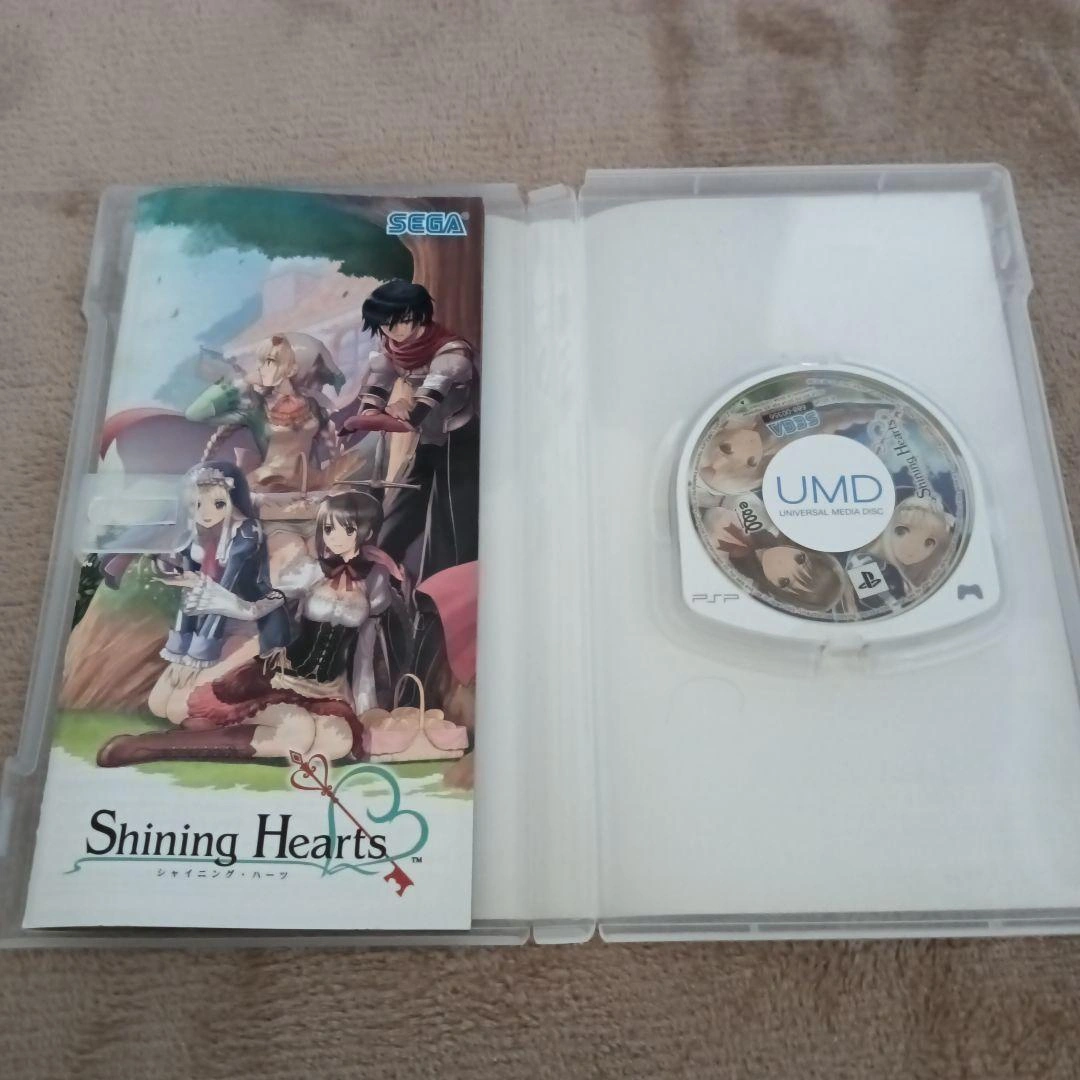 SEGA
Shining Hearts™
シャイニング・ハーツ
SEGA
Shining Hearts
UMD
UNIVERSAL MEDIA DISC
PSP